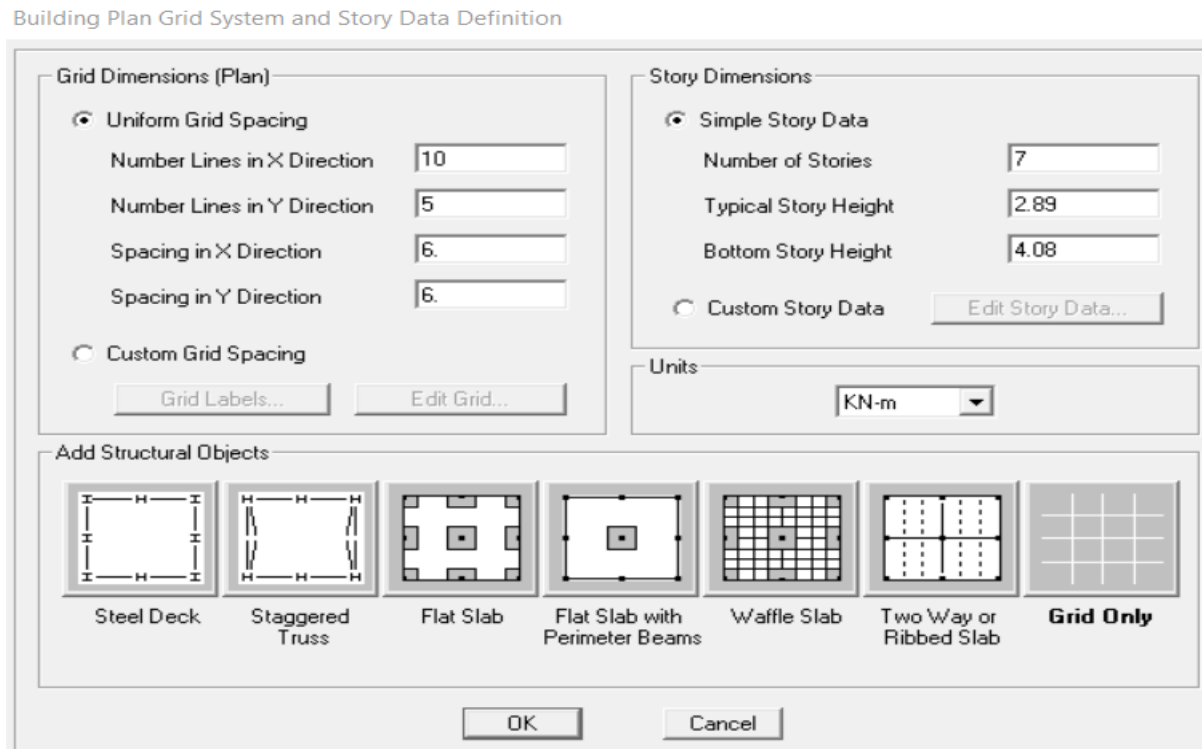 Building Plan Grid System and Story Data Definition
Grid Dimensions (Plan)
Uniform Grid Spacing
Number Lines in X Direction 10
Number Lines in Y Direction 5
Spacing in X Direction 6.
Spacing in Y Direction 6.
Custom Grid Spacing
Grid Labels...
Edit Grid...
Story Dimensions
Simple Story Data
Number of Stories 7
Typical Story Height 2.89
Bottom Story Height 4.08
Custom Story Data
Edit Story Data...
Units
KN-m
Add Structural Objects
Steel Deck
Staggered
Truss
Flat Slab
Flat Slab with
Perimeter Beams
Waffle Slab
Two Way or
Ribbed Slab
Grid Only
OK
Cancel